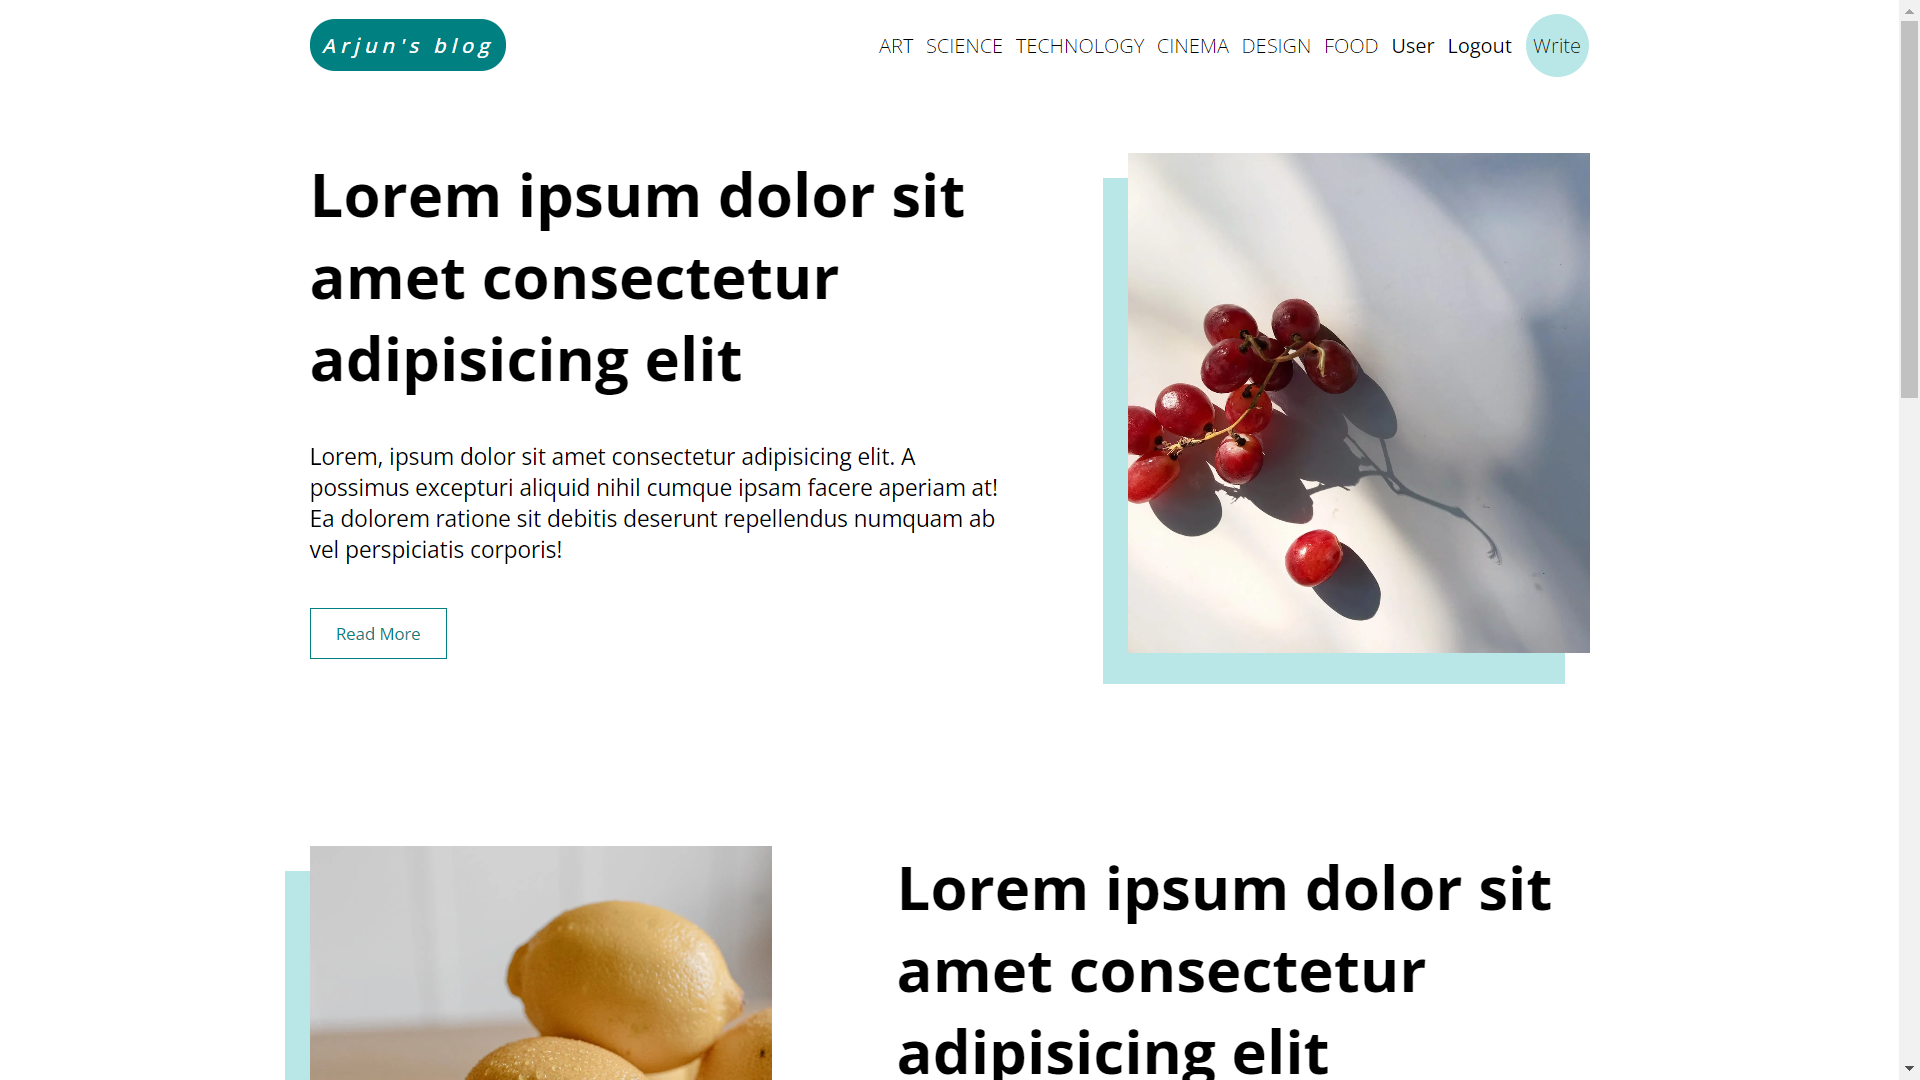 Arjun's blog
ART SCIENCE TECHNOLOGY CINEMA DESIGN FOOD User Logout Write
Lorem ipsum dolor sit
amet consectetur
adipisicing elit
Lorem, ipsum dolor sit amet consectetur adipisicing elit. A
possimus excepturi aliquid nihil cumque ipsam facere aperiam at!
Ea dolorem ratione sit debitis deserunt repellendus numquam ab
vel perspiciatis corporis!
Read More
Lorem ipsum dolor sit
amet consectetur
adipisicing elit